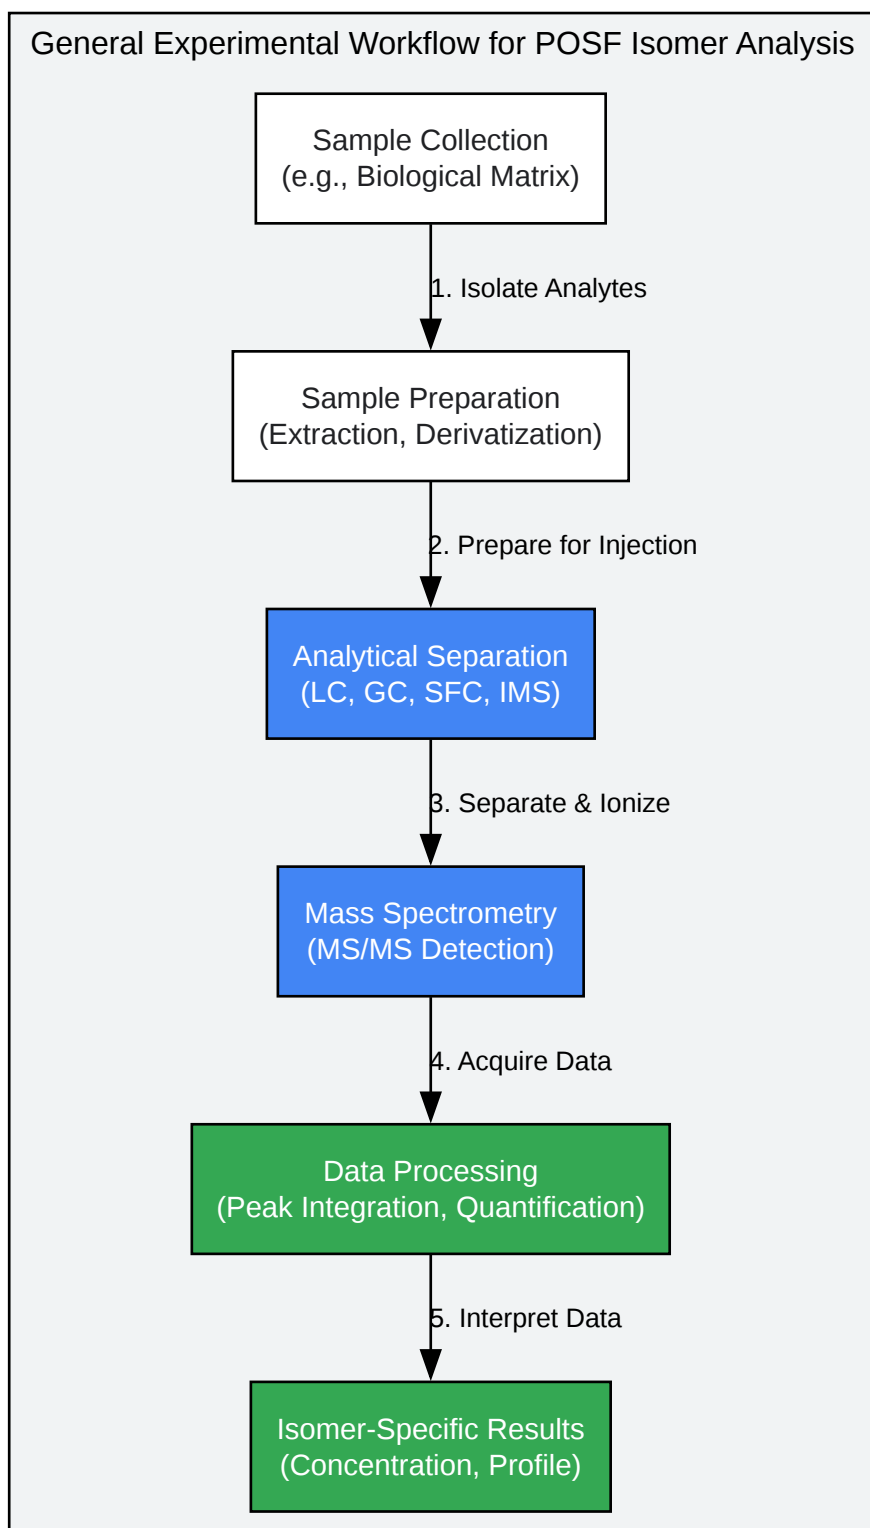 General Experimental Workflow for POSF Isomer Analysis
Sample Collection
(e.g., Biological Matrix)
1. Isolate Analytes
Sample Preparation
(Extraction, Derivatization)
2. Prepare for Injection
Analytical Separation
(LC, GC, SFC, IMS)
3. Separate & Ionize
Mass Spectrometry
(MS/MS Detection)
4. Acquire Data
Data Processing
(Peak Integration, Quantification)
5. Interpret Data
Isomer-Specific Results
(Concentration, Profile)